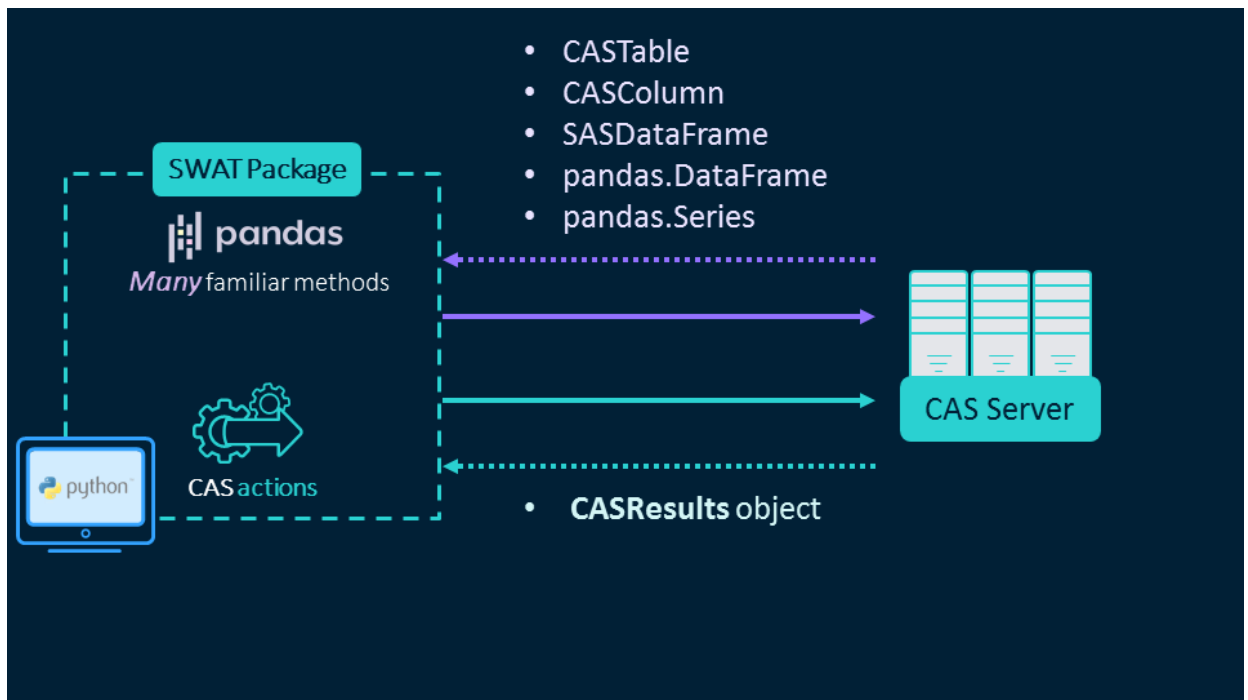 • CASTable
• CASColumn
• SASDataFrame
• pandas.DataFrame
• pandas.Series
SWAT Package
pandas
Many familiar methods
CAS Server
python™
CAS actions
• CASResults object